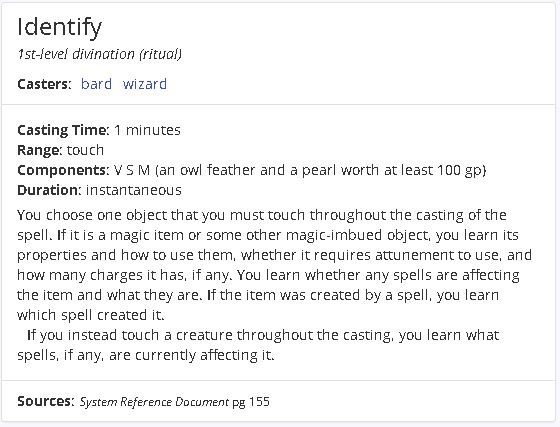 Identify
1st-level divination (ritual)
Casters: bard wizard
Casting Time: 1 minutes
Range: touch
Components: V S M (an owl feather and a pearl worth at least 100 gp}
Duration: instantaneous
You choose one object that you must touch throughout the casting of the
spell. If it is a magic item or some other magic-imbued object, you learn its
properties and how to use them, whether it requires attunement to use, and
how many charges it has, if any. You learn whether any spells are affecting
the item and what they are. If the item was created by a spell, you learn
which spell created it.
If you instead touch a creature throughout the casting, you learn what
spells, if any, are currently affecting it.
Sources: System Reference Document pg 155